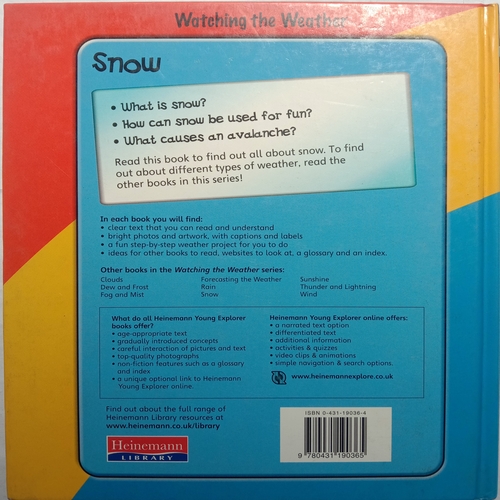 Watching the Weather
Snow
• What is snow?
• How can snow be used for fun?
• What causes an avalanche?
Read this book to find out all about snow. To find
out about different types of weather, read the
other books in this series!
In each book you will find:
• clear text that you can read and understand
• bright photos and artwork, with captions and labels
• a fun step-by-step weather project for you to do
• ideas for other books to read, websites to look at, a glossary and an index.
Other books in the Watching the Weather series:
Clouds Forecasting the Weather Sunshine
Dew and Frost Rain Thunder and Lightning
Fog and Mist Snow Wind
What do all Heinemann Young Explorer
books offer?
• age-appropriate text
• gradually introduced concepts
• careful interaction of pictures and text
• top-quality photographs
• non-fiction features such as a glossary
and index
• a unique optional link to Heinemann
Young Explorer online.
Heinemann Young Explorer online offers:
• a narrated text option
• differentiated text
• additional information
• activities & quizzes
• video clips & animations
• simple navigation & search options.
www.heinemannexplore.co.uk
Find out about the full range of
Heinemann Library resources at
www.heinemann.co.uk/library
Heinemann
LIBRARY
ISBN 0-431-19036-4
9 780431 190365